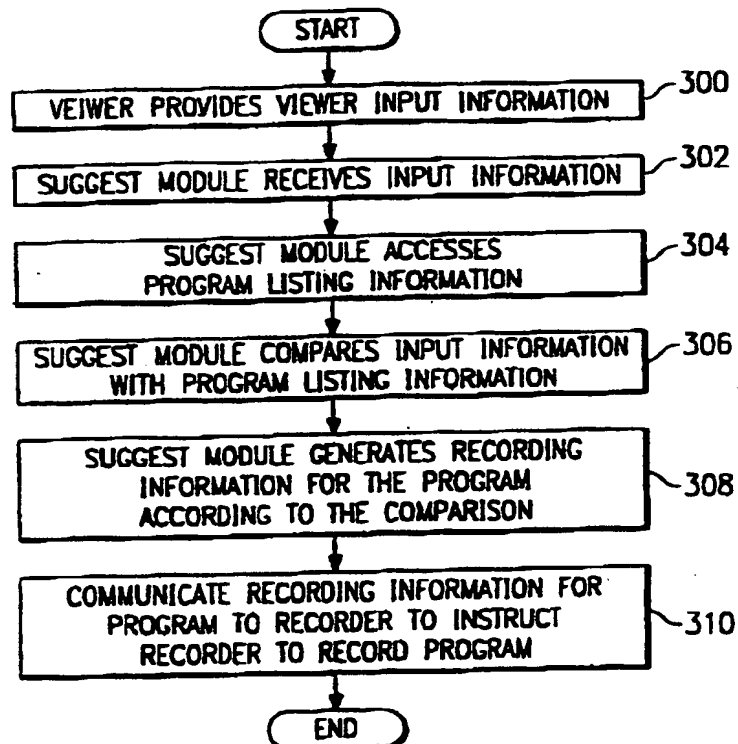 START
VEIWER PROVIDES VIEWER INPUT INFORMATION
300
SUGGEST MODULE RECEIVES INPUT INFORMATION
302
SUGGEST MODULE ACCESSES
PROGRAM LISTING INFORMATION
304
SUGGEST MODULE COMPARES INPUT INFORMATION
WITH PROGRAM LISTING INFORMATION
306
SUGGEST MODULE GENERATES RECORDING
INFORMATION FOR THE PROGRAM
ACCORDING TO THE COMPARISON
308
COMMUNICATE RECORDING INFORMATION FOR
PROGRAM TO RECORDER TO INSTRUCT
RECORDER TO RECORD PROGRAM
310
END